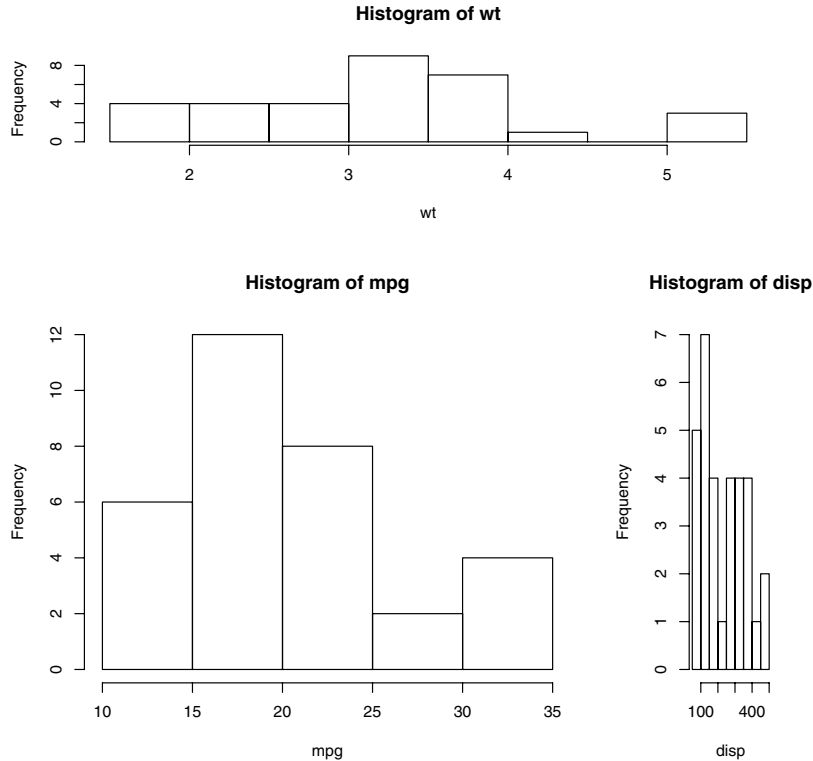 Histogram of wt
Frequency
0 4 8
2 3 4 5
wt
Histogram of mpg
Frequency
0 2 4 6 8 10 12
10 15 20 25 30 35
mpg
Histogram of disp
Frequency
0 1 2 3 4 5 6 7
100 400
disp